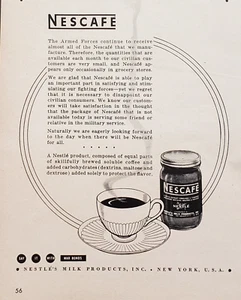 NESCAFÉ
The Armed Forces continue to receive
almost all of the Nescafé that we manu-
facture. Therefore, the quantities that are
available each month to our civilian cus-
tomers are very small, and Nescafé ap-
pears only occasionally in grocery stores.
We are glad that Nescafé is able to play
an important part in satisfying and stimu-
lating our fighting forces—yet we regret
that it is necessary to disappoint our
civilian consumers. We know our custom-
ers will take satisfaction in the thought
that the package of Nescafé that is not
available today is serving some friend or
relative in the military service.
Naturally we are eagerly looking forward
to the day when there will be Nescafé
for all.
A Nestlé product, composed of equal parts
of skillfully brewed soluble coffee and
added carbohydrates (dextrins, maltose and
dextrose) added solely to protect the flavor.
NESCAFÉ
SAY IT WITH WAR BONDS
NESTLÉ'S MILK PRODUCTS, INC. • NEW YORK, U.S.A.
56